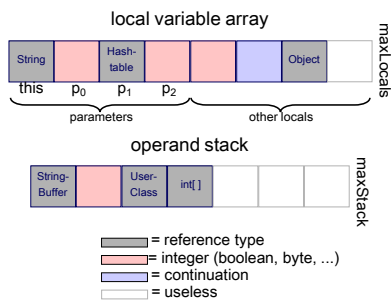 local variable array
String
Hash-
table
Object
maxLocals
this p0 p1 p2
parameters other locals
operand stack
String-
Buffer
User-
Class
int[ ]
maxStack
= reference type
= integer (boolean, byte, ...)
= continuation
= useless